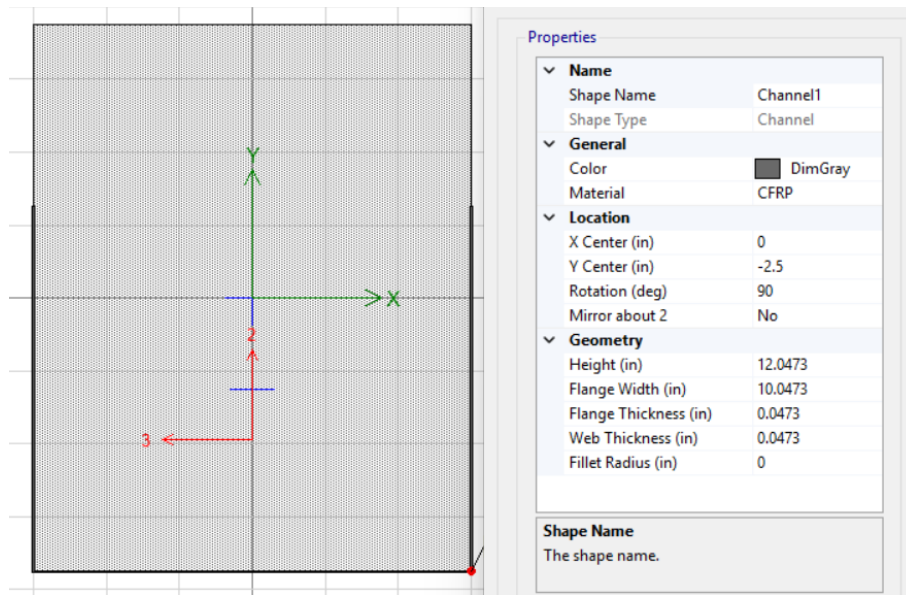 Y
X
2
3
Properties
Name
Shape Name Channel1
Shape Type Channel
General
Color DimGray
Material CFRP
Location
X Center (in) 0
Y Center (in) -2.5
Rotation (deg) 90
Mirror about 2 No
Geometry
Height (in) 12.0473
Flange Width (in) 10.0473
Flange Thickness (in) 0.0473
Web Thickness (in) 0.0473
Fillet Radius (in) 0
Shape Name
The shape name.